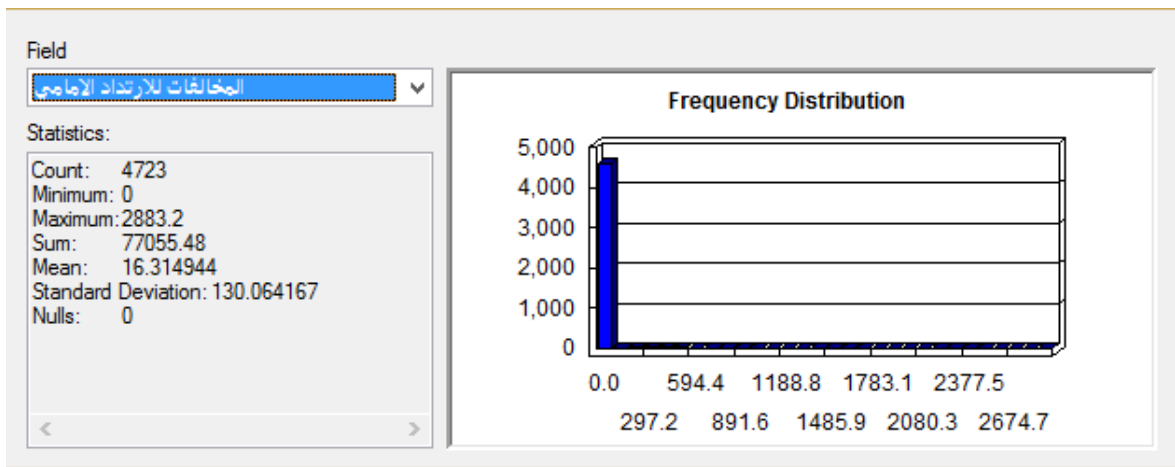 Field
المخالفات للارتداد الامامي
Statistics:
Count: 4723
Minimum: 0
Maximum: 2883.2
Sum: 77055.48
Mean: 16.314944
Standard Deviation: 130.064167
Nulls: 0
Frequency Distribution
5,000
4,000
3,000
2,000
1,000
0
0.0 594.4 1188.8 1783.1 2377.5
297.2 891.6 1485.9 2080.3 2674.7